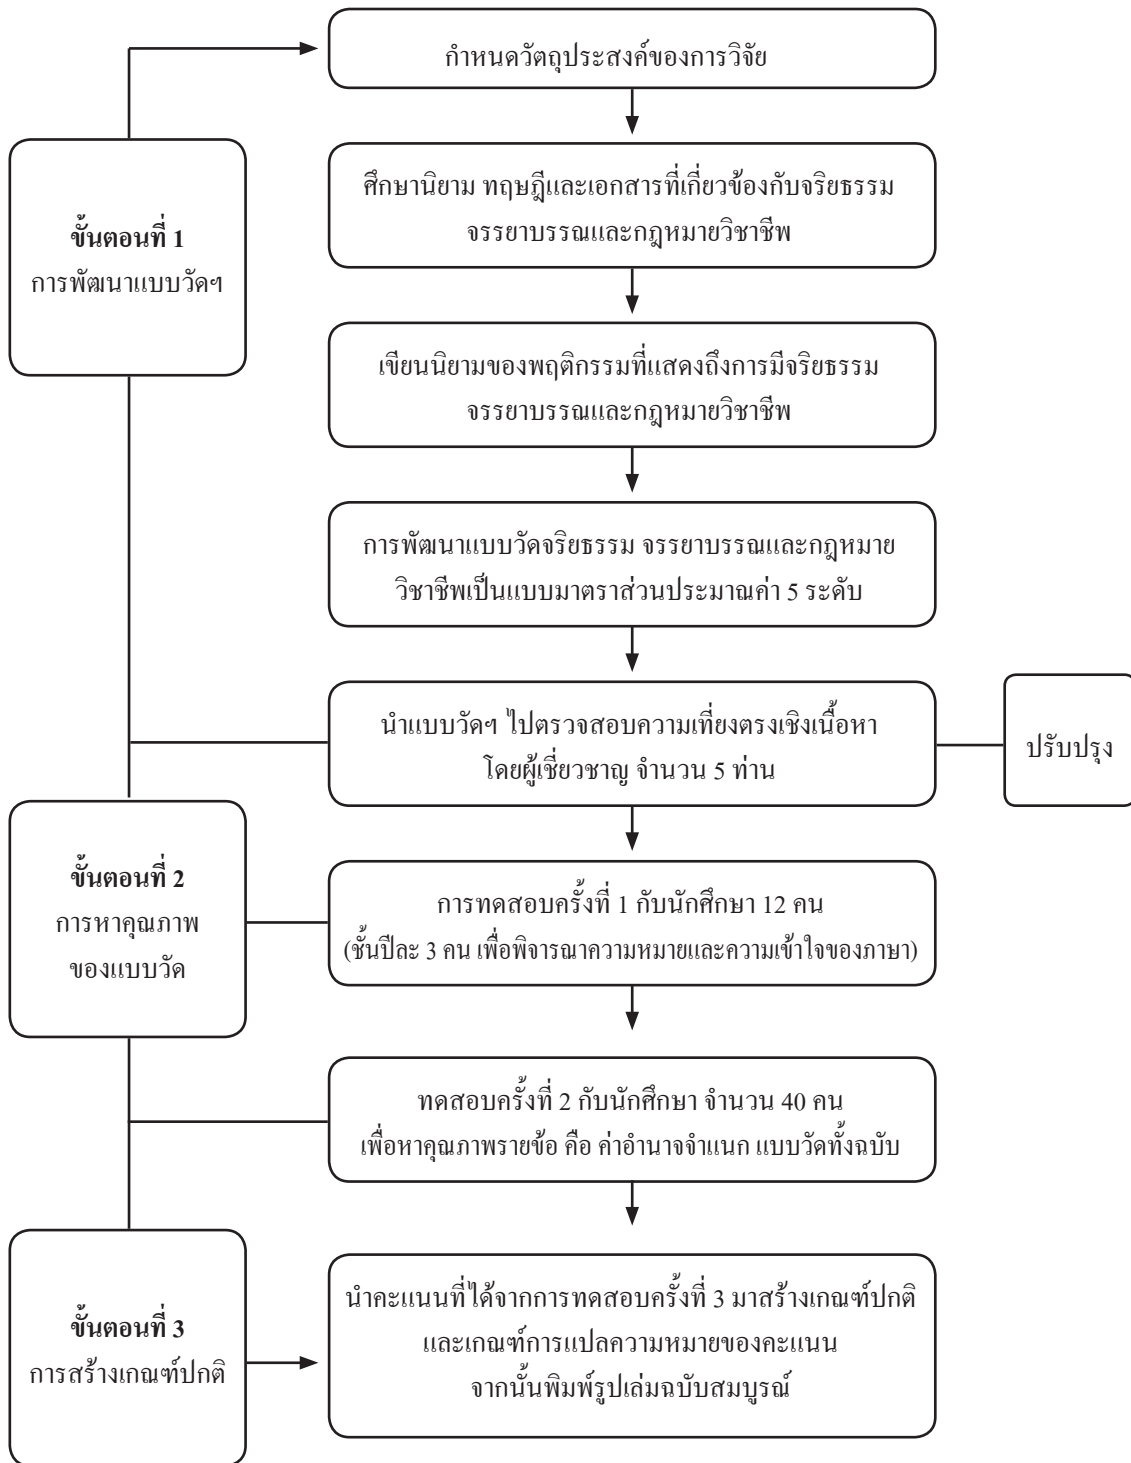 กำหนดวัตถุประสงค์ของการวิจัย
ขั้นตอนที่ 1
การพัฒนาแบบวัดฯ
ศึกษานิยาม ทฤษฎีและเอกสารที่เกี่ยวข้องกับจริยธรรม
จรรยาบรรณและกฎหมายวิชาชีพ
เขียนนิยามของพฤติกรรมที่แสดงถึงการมีจริยธรรม
จรรยาบรรณและกฎหมายวิชาชีพ
การพัฒนาแบบวัดจริยธรรม จรรยาบรรณและกฎหมาย
วิชาชีพเป็นแบบมาตราส่วนประมาณค่า 5 ระดับ
นำแบบวัดฯ ไปตรวจสอบความเที่ยงตรงเชิงเนื้อหา
โดยผู้เชี่ยวชาญ จำนวน 5 ท่าน
ปรับปรุง
ขั้นตอนที่ 2
การหาคุณภาพ
ของแบบวัด
การทดสอบครั้งที่ 1 กับนักศึกษา 12 คน
(ชั้นปีละ 3 คน เพื่อพิจารณาความหมายและความเข้าใจของภาษา)
ทดสอบครั้งที่ 2 กับนักศึกษา จำนวน 40 คน
เพื่อหาคุณภาพรายข้อ คือ ค่าอำนาจจำแนก แบบวัดทั้งฉบับ
ขั้นตอนที่ 3
การสร้างเกณฑ์ปกติ
นำคะแนนที่ได้จากการทดสอบครั้งที่ 3 มาสร้างเกณฑ์ปกติ
และเกณฑ์การแปลความหมายของคะแนน
จากนั้นพิมพ์รูปเล่มฉบับสมบูรณ์